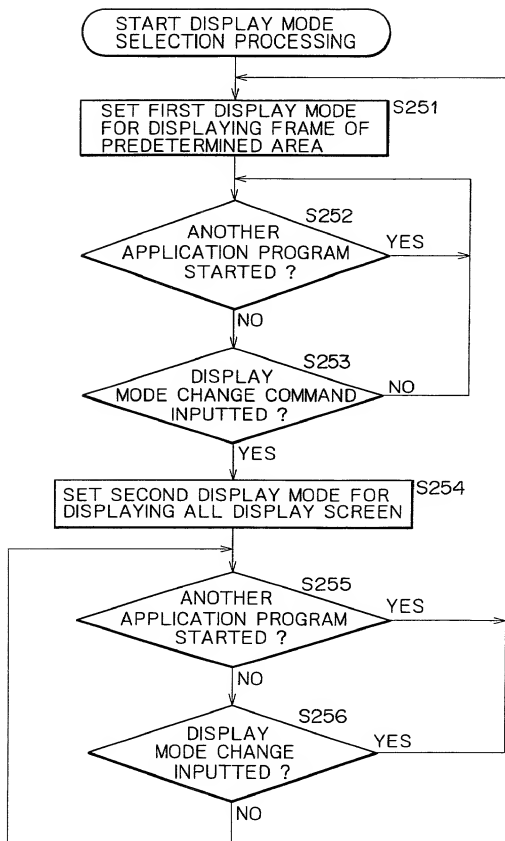 START DISPLAY MODE
SELECTION PROCESSING
S251
SET FIRST DISPLAY MODE
FOR DISPLAYING FRAME OF
PREDETERMINED AREA
S252
ANOTHER
APPLICATION PROGRAM
STARTED ?
YES
NO
S253
DISPLAY
MODE CHANGE COMMAND
INPUTTED ?
NO
YES
S254
SET SECOND DISPLAY MODE FOR
DISPLAYING ALL DISPLAY SCREEN
S255
ANOTHER
APPLICATION PROGRAM
STARTED ?
YES
NO
S256
DISPLAY
MODE CHANGE
INPUTTED ?
YES
NO